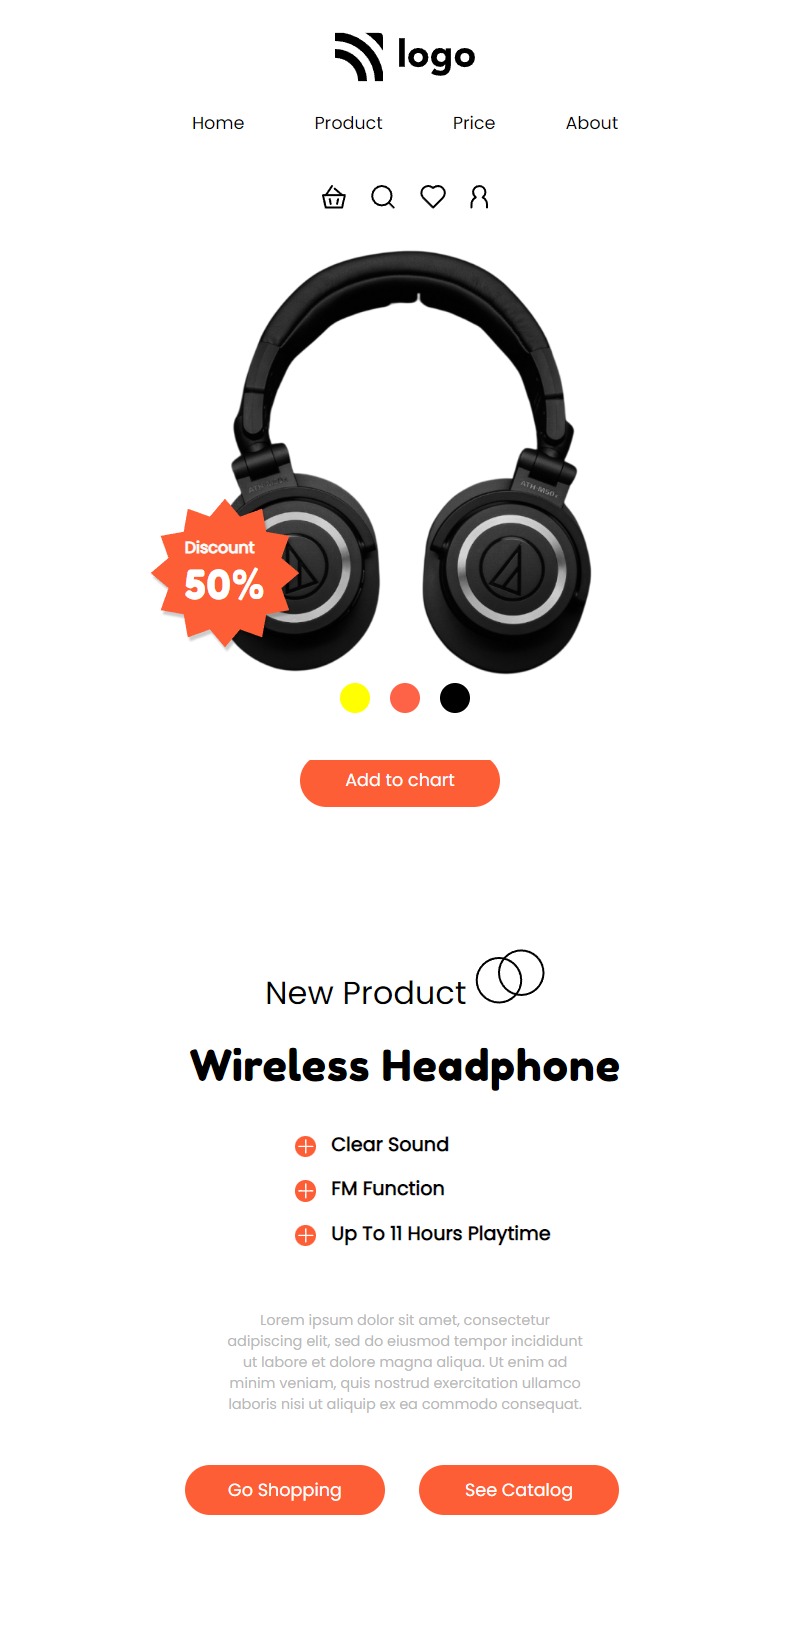 logo
Home Product Price About
ATH-M50x
Discount
50%
Add to chart
New Product
Wireless Headphone
Clear Sound
FM Function
Up To 11 Hours Playtime
Lorem ipsum dolor sit amet, consectetur
adipiscing elit, sed do eiusmod tempor incididunt
ut labore et dolore magna aliqua. Ut enim ad
minim veniam, quis nostrud exercitation ullamco
laboris nisi ut aliquip ex ea commodo consequat.
Go Shopping See Catalog